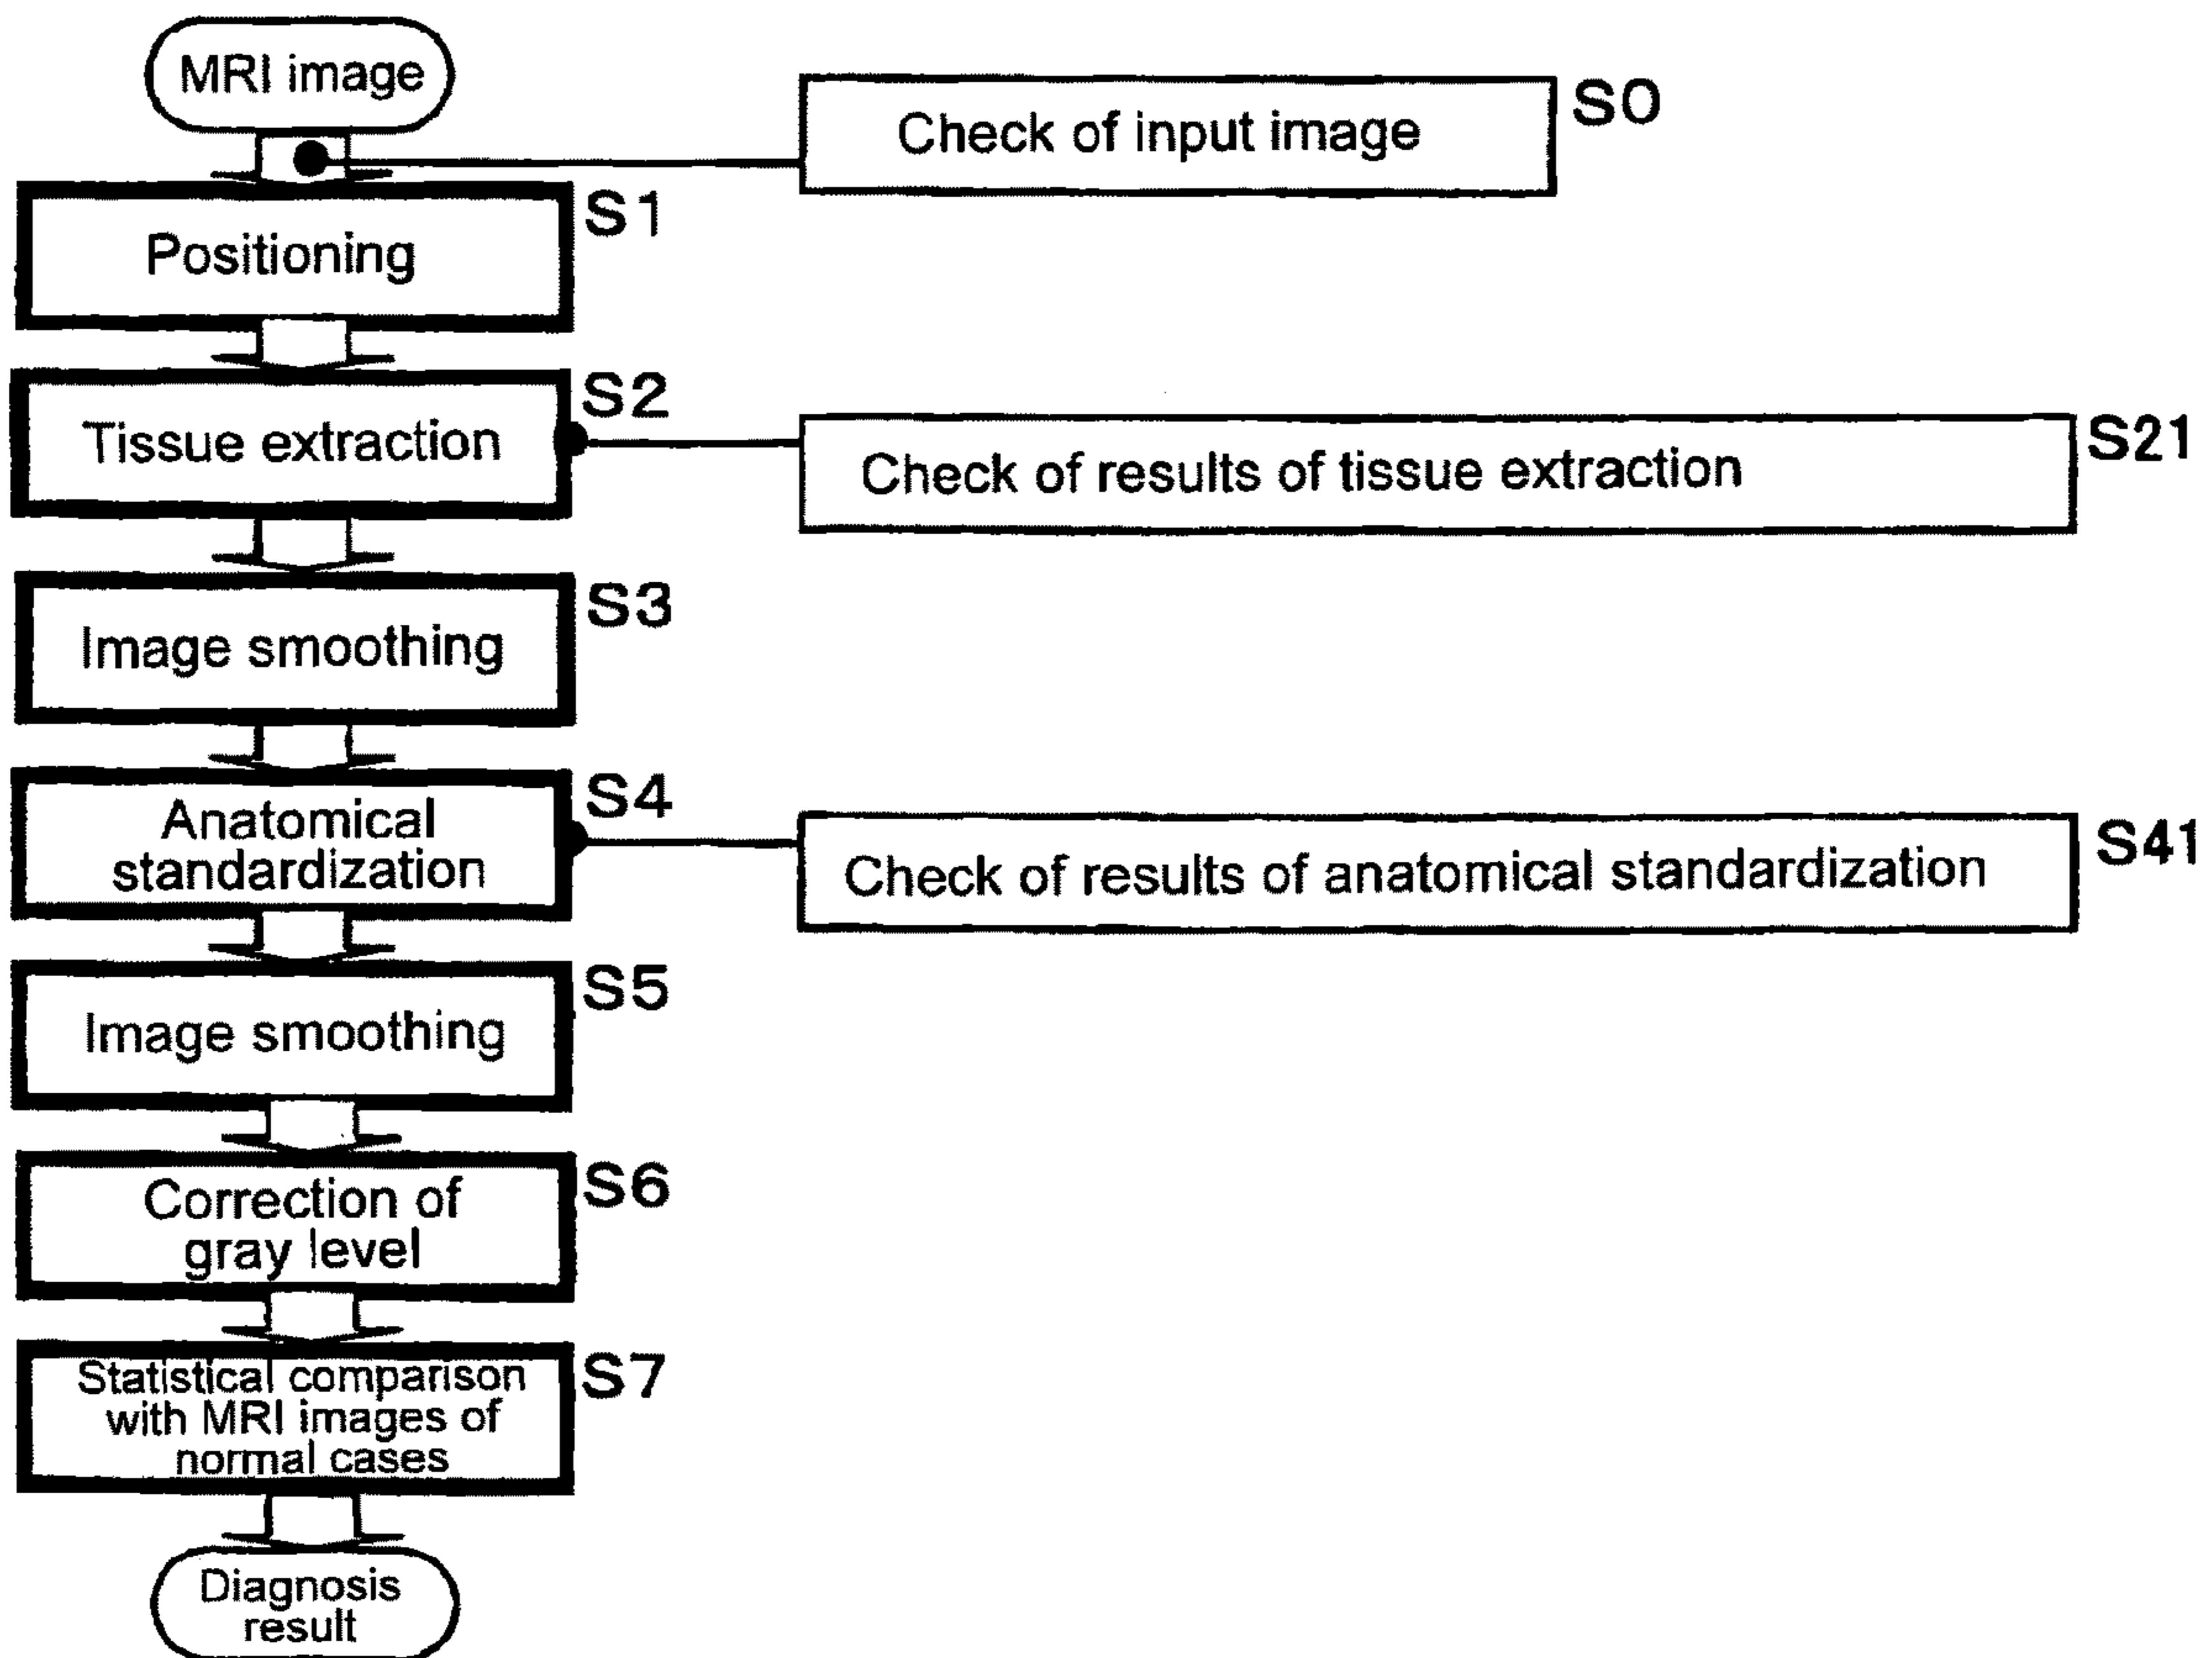 MRI image
Check of input image
S0
Positioning
S1
Tissue extraction
S2
Check of results of tissue extraction
S21
Image smoothing
S3
Anatomical
standardization
S4
Check of results of anatomical standardization
S41
Image smoothing
S5
Correction of
gray level
S6
Statistical comparison
with MRI images of
normal cases
S7
Diagnosis
result